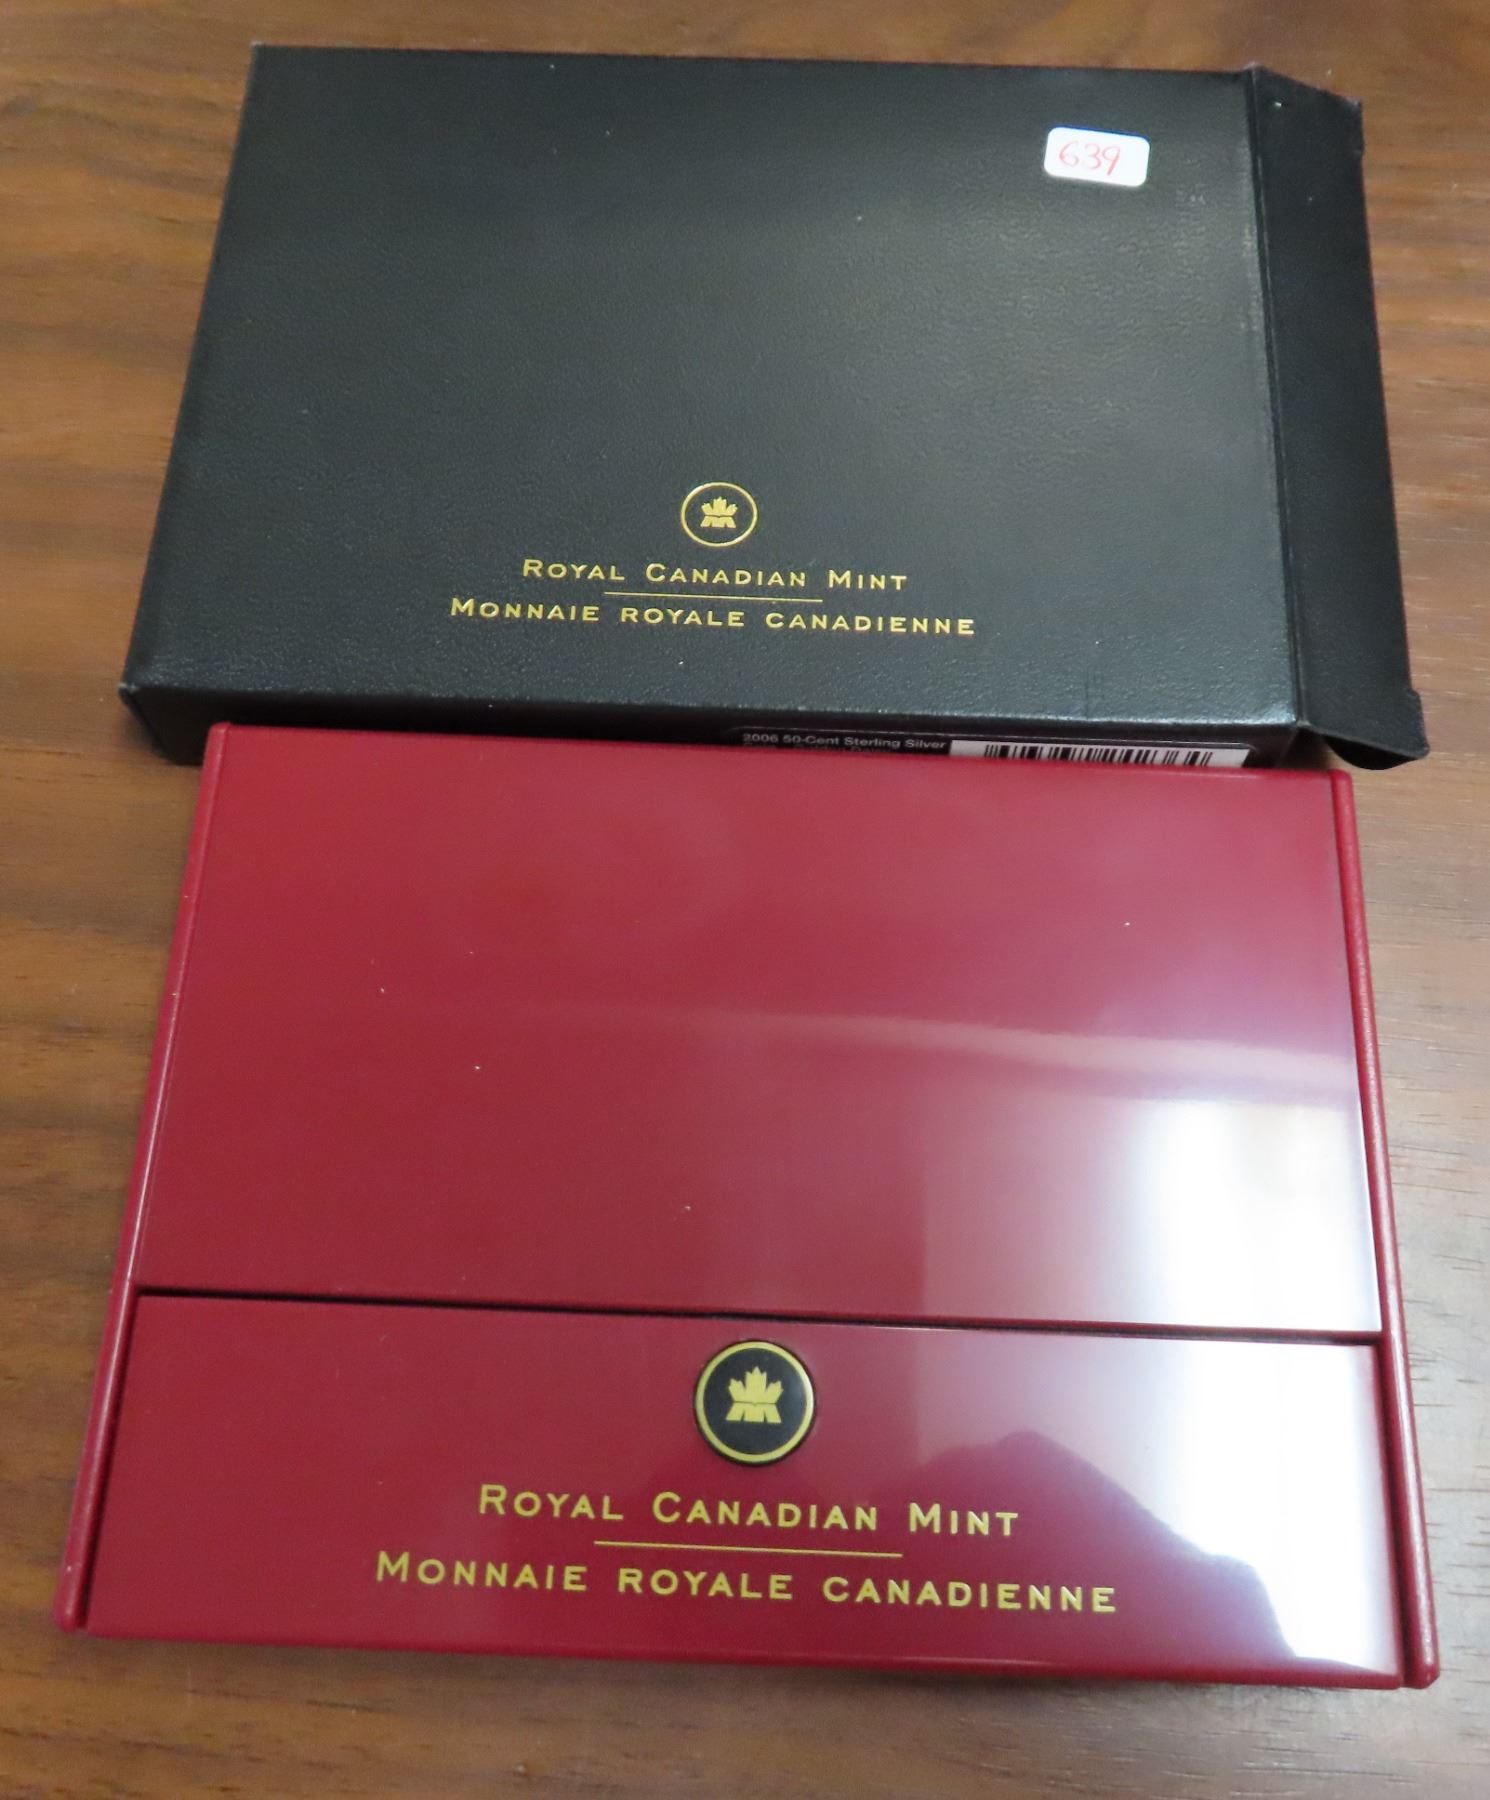 639
ROYAL CANADIAN MINT
MONNAIE ROYALE CANADIENNE
2006 50-Cent Sterling Silver
ROYAL CANADIAN MINT
MONNAIE ROYALE CANADIENNE